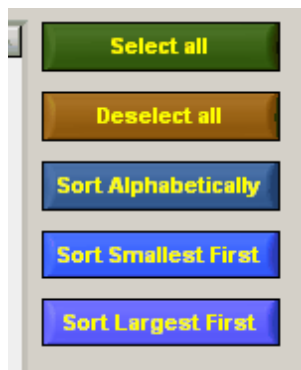 Select all
Deselect all
Sort Alphabetically
Sort Smallest First
Sort Largest First